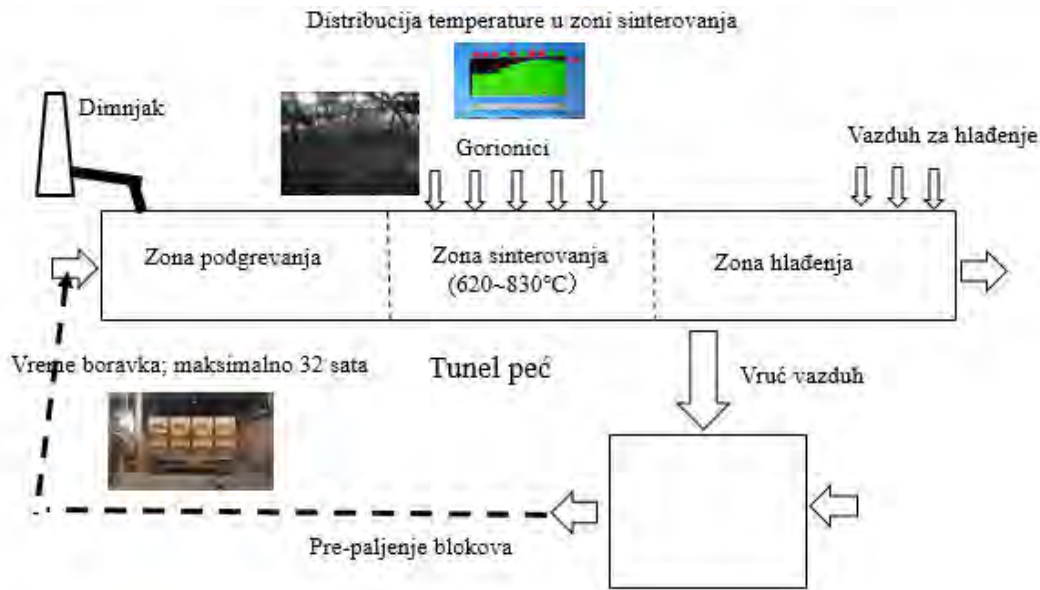 Distribucija temperature u zoni sinterovanja
Dimnjak
Gorionici
Vazduh za hlađenje
Zona podgrevanja
Zona sinterovanja
(620~830℃)
Zona hlađenja
Vreme boravka; maksimalno 32 sata
Tunel peć
Vruć vazduh
Pre-paljenje blokova